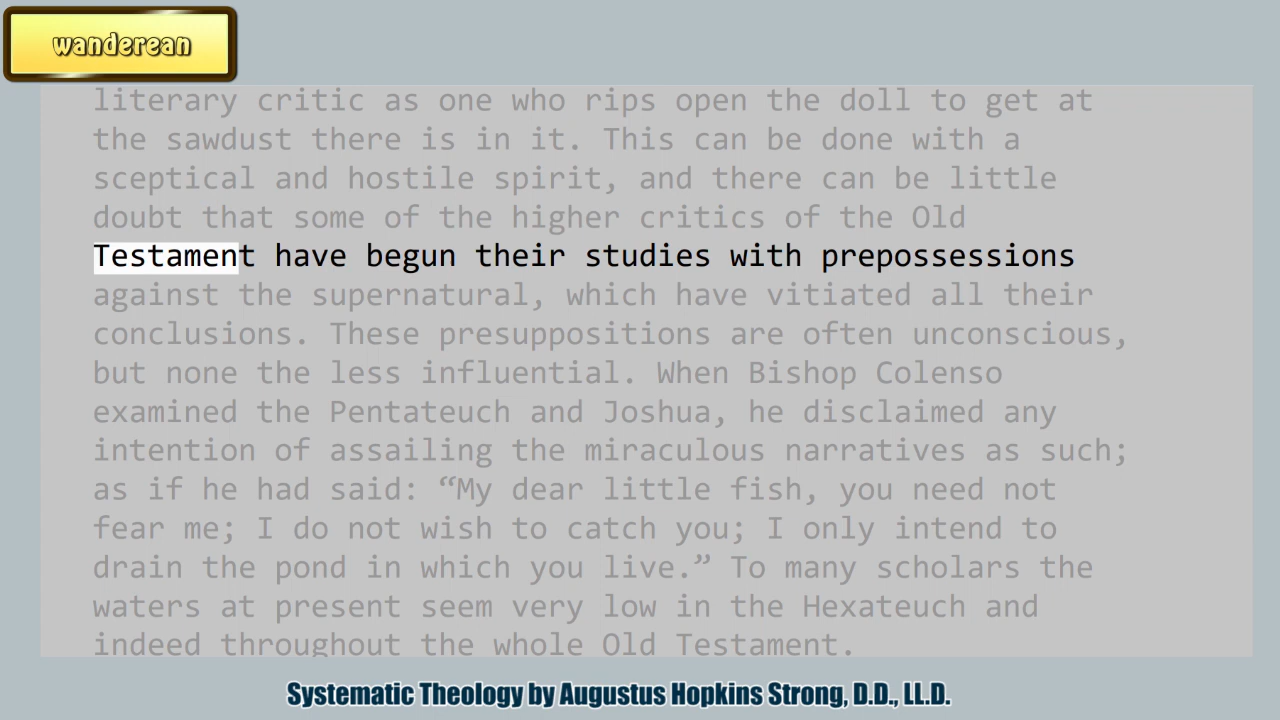 wanderean
literary critic as one who rips open the doll to get at
the sawdust there is in it. This can be done with a
sceptical and hostile spirit, and there can be little
doubt that some of the higher critics of the Old
Testament have begun their studies with prepossessions
against the supernatural, which have vitiated all their
conclusions. These presuppositions are often unconscious,
but none the less influential. When Bishop Colenso
examined the Pentateuch and Joshua, he disclaimed any
intention of assailing the miraculous narratives as such;
as if he had said: “My dear little fish, you need not
fear me; I do not wish to catch you; I only intend to
drain the pond in which you live.” To many scholars the
waters at present seem very low in the Hexateuch and
indeed throughout the whole Old Testament.
Systematic Theology by Augustus Hopkins Strong, D.D., LL.D.